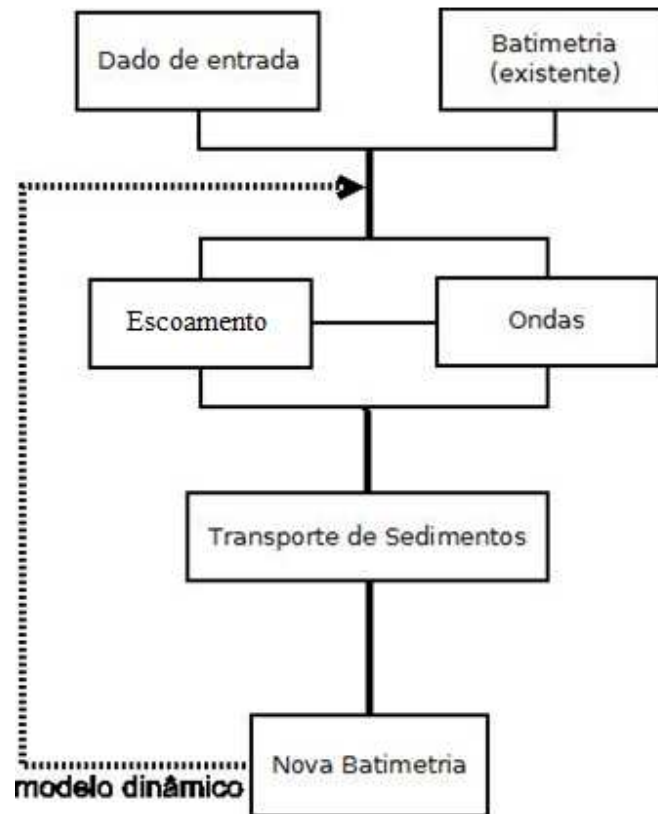 Dado de entrada
Batimetria
(existente)
Escoamento
Ondas
Transporte de Sedimentos
Nova Batimetria
modelo dinâmico